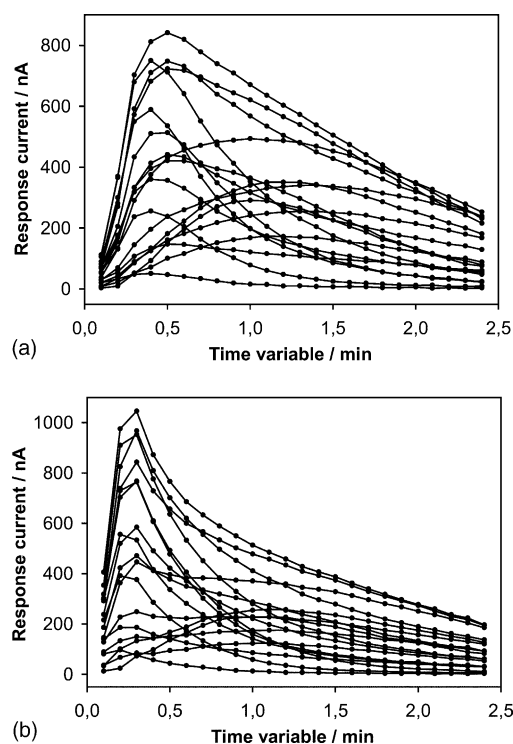 800
600
400
200
0
Response current / nA
0,0 0,5 1,0 1,5 2,0 2,5
Time variable / min
(a)
1000
800
600
400
200
0
Response current / nA
0,0 0,5 1,0 1,5 2,0 2,5
Time variable / min
(b)